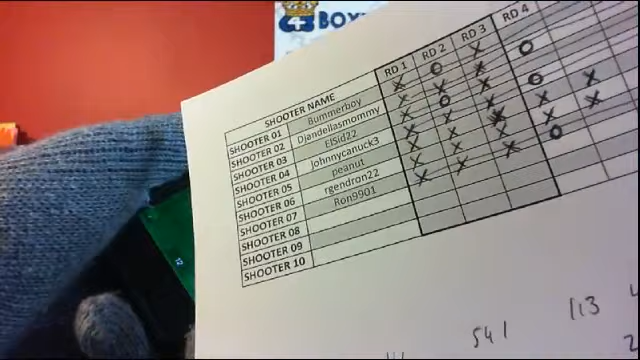 BOX
SHOOTER NAME RD 1 RD 2 RD 3 RD 4
SHOOTER 01 Bummerboy X O X
SHOOTER 02 Djandellasmommy X X X O
SHOOTER 03 ElSid22 X O X
SHOOTER 04 Johnnycanuck3 X X X O
SHOOTER 05 peanut X X X X X
SHOOTER 06 rgendron22 X X X X X
SHOOTER 07 Ron9901 X X X O
SHOOTER 08
SHOOTER 09
SHOOTER 10
541 113